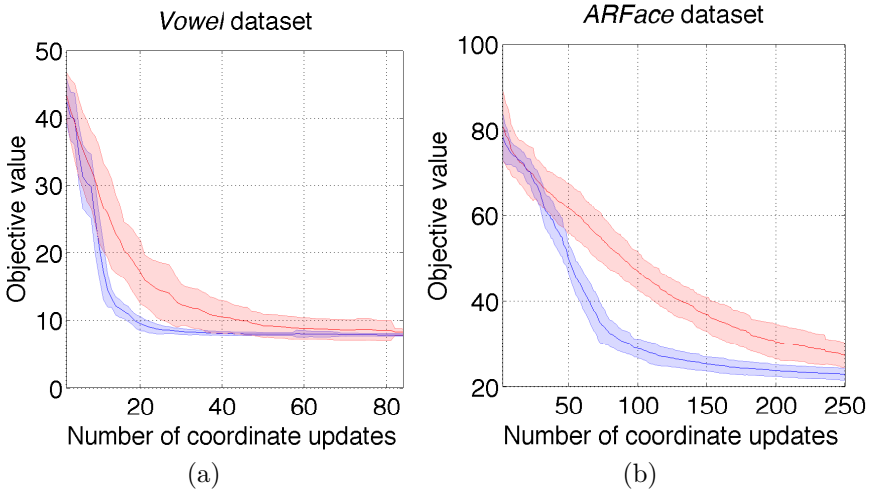 Vowel dataset
50
40
30
20
10
0
Objective value
20 40 60 80
Number of coordinate updates
(a)
ARFace dataset
100
80
60
40
20
Objective value
50 100 150 200 250
Number of coordinate updates
(b)